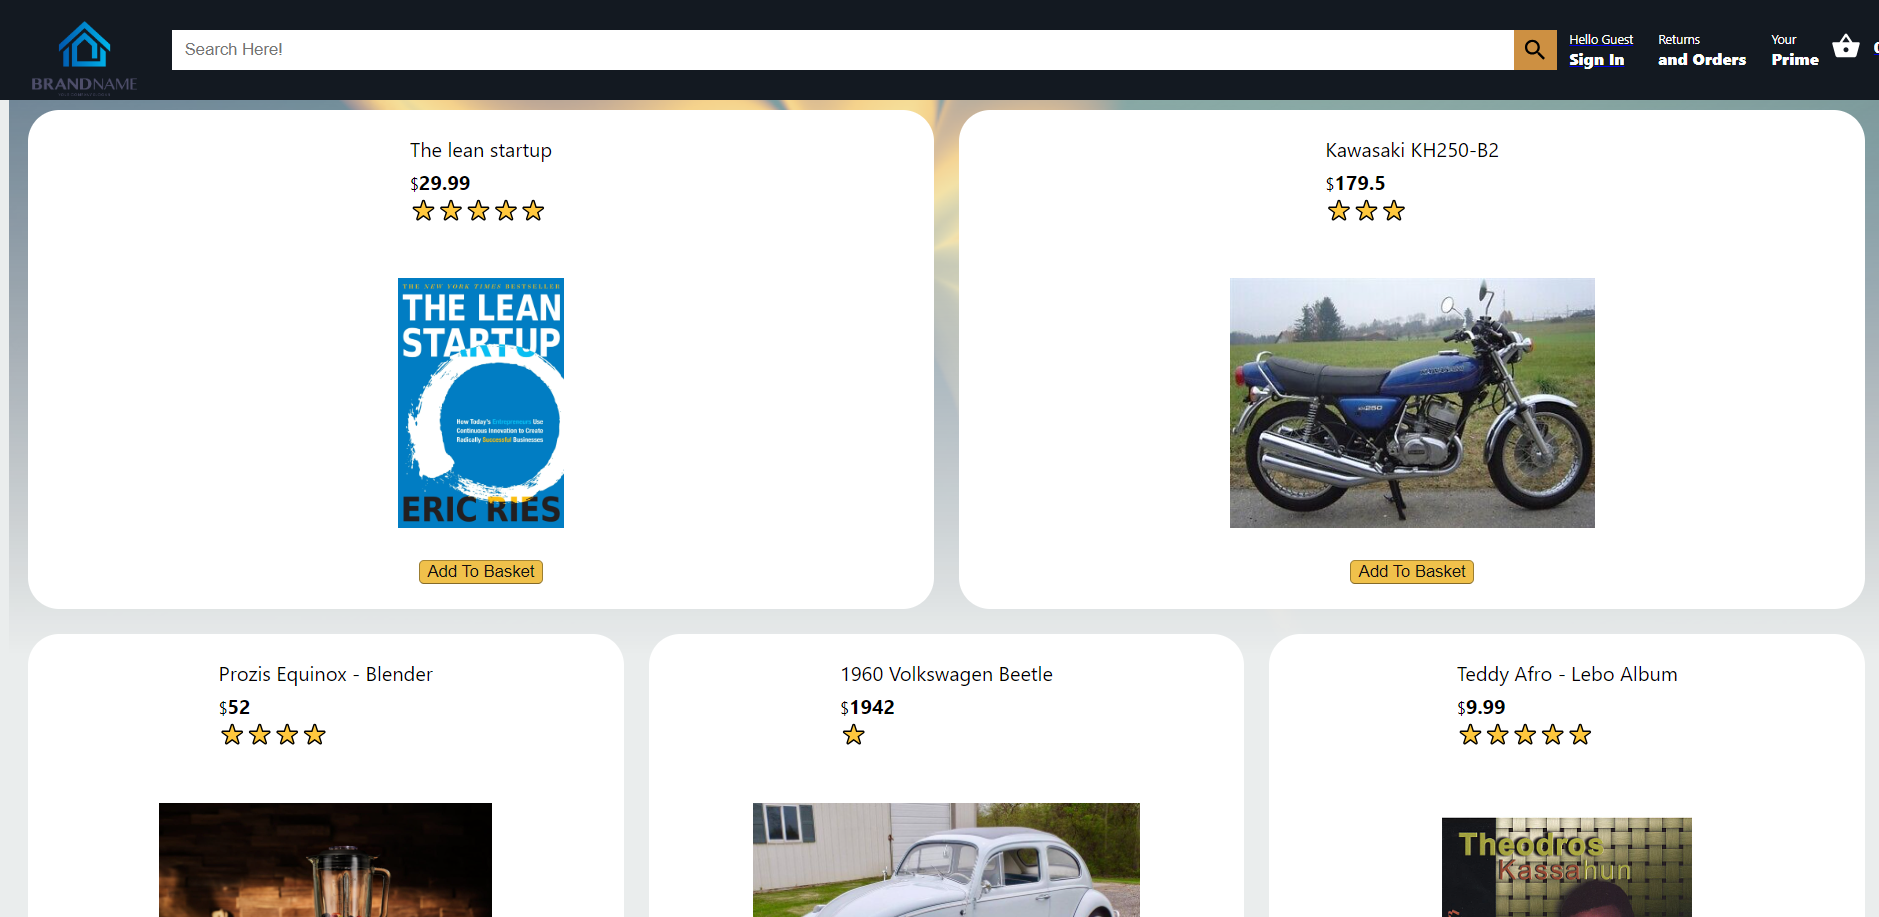 BRANDNAME
Search Here!
Hello Guest
Sign In
Returns
and Orders
Your
Prime
0
The lean startup
$29.99
THE NEW YORK TIMES BESTSELLER
THE LEAN
STARTUP
How Today's Entrepreneurs Use
Continuous Innovation to Create
Radically Successful Businesses
ERIC RIES
Add To Basket
Kawasaki KH250-B2
$179.5
Add To Basket
Prozis Equinox - Blender
$52
1960 Volkswagen Beetle
$1942
Teddy Afro - Lebo Album
$9.99
Theodros
Kassahun